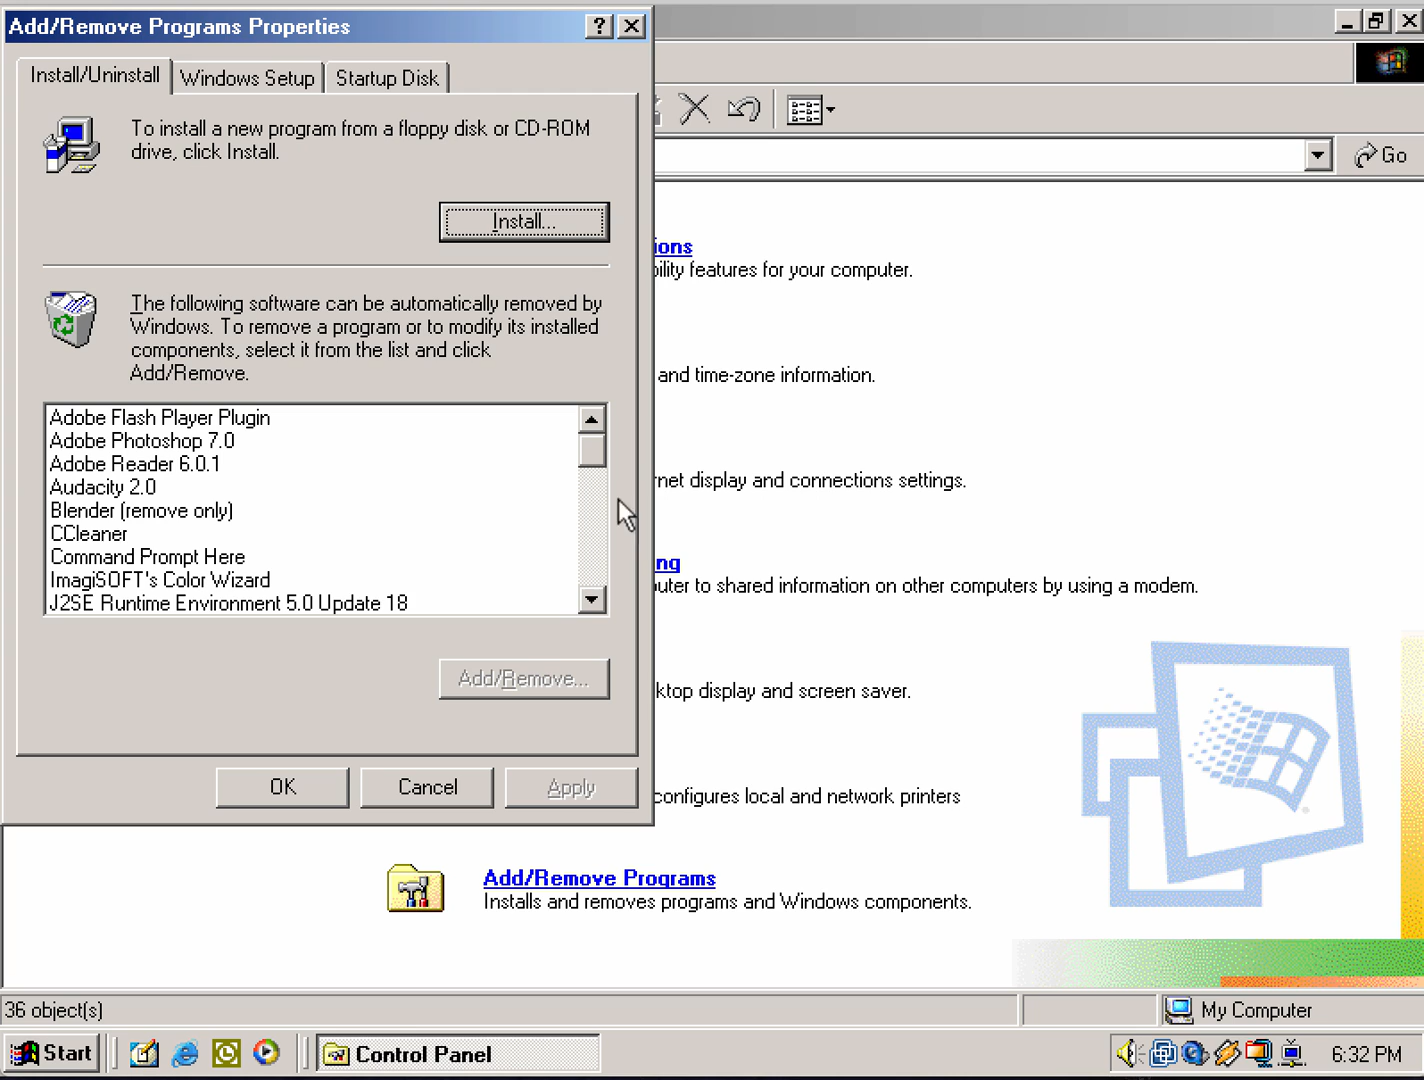 Add/Remove Programs Properties
Install/Uninstall
Windows Setup
Startup Disk
To install a new program from a floppy disk or CD-ROM
drive, click Install.
Install...
The following software can be automatically removed by
Windows. To remove a program or to modify its installed
components, select it from the list and click
Add/Remove.
Adobe Flash Player Plugin
Adobe Photoshop 7.0
Adobe Reader 6.0.1
Audacity 2.0
Blender (remove only)
CCleaner
Command Prompt Here
ImagiSOFT's Color Wizard
J2SE Runtime Environment 5.0 Update 18
Add/Remove...
OK
Cancel
Apply
Go
features for your computer.
and time-zone information.
display and connections settings.
to shared information on other computers by using a modem.
display and screen saver.
configures local and network printers
Add/Remove Programs
Installs and removes programs and Windows components.
36 object(s)
My Computer
Start
Control Panel
6:32 PM